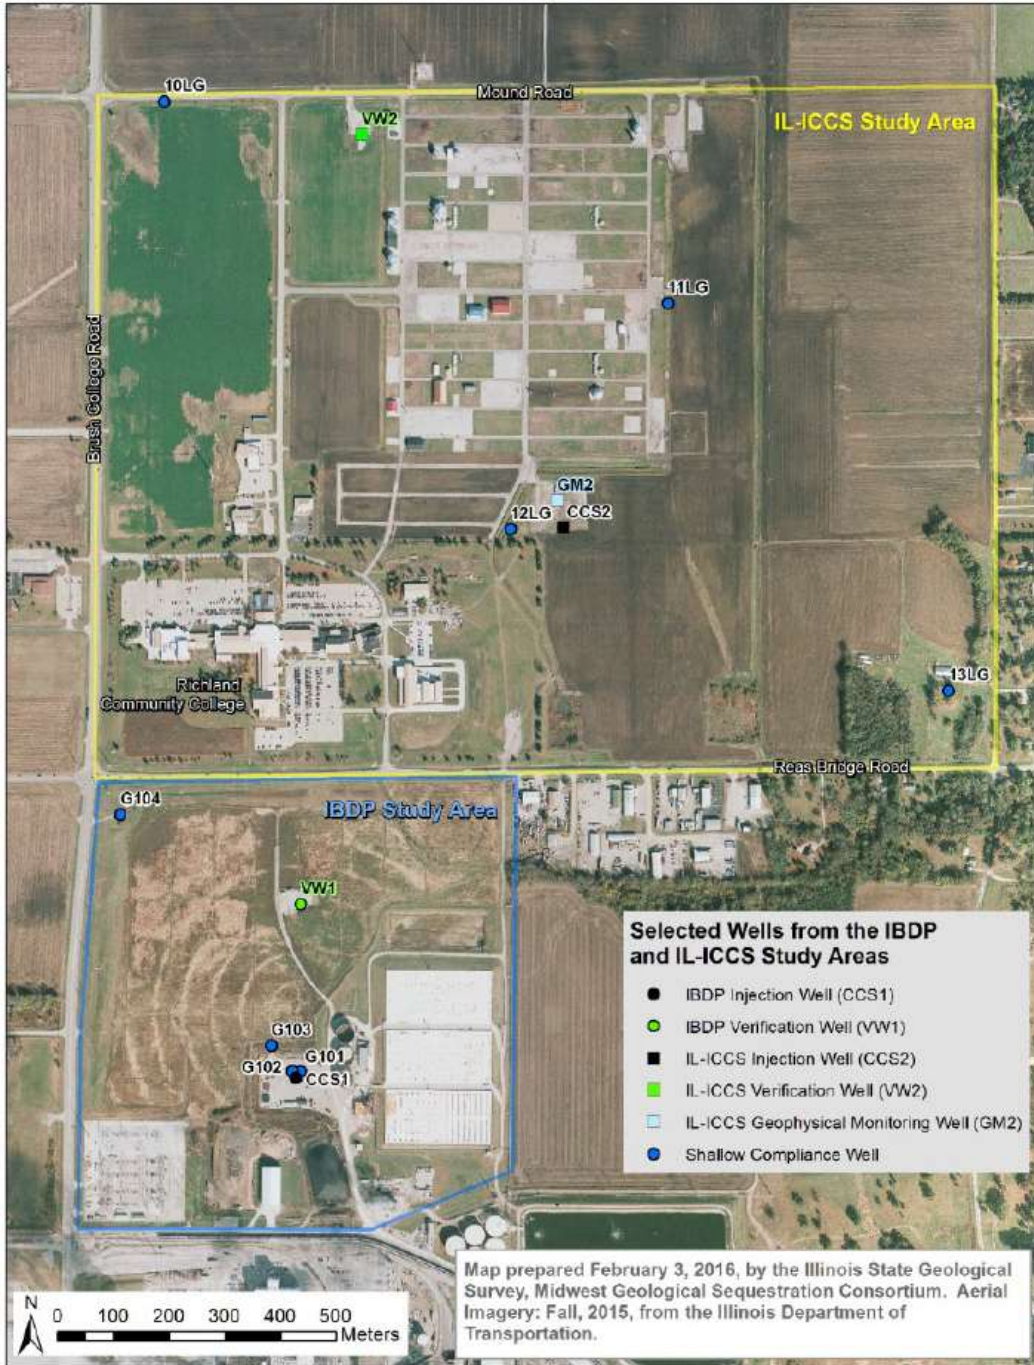 10LG
Mound Road
VW2
IL-ICCS Study Area
11LG
Brush College Road
GM2
12LG
CCS2
13LG
Richland
Community College
Reas Bridge Road
G104
IBDP Study Area
VW1
G103
G101
G102
CCS1
Selected Wells from the IBDP
and IL-ICCS Study Areas
IBDP Injection Well (CCS1)
IBDP Verification Well (VW1)
IL-ICCS Injection Well (CCS2)
IL-ICCS Verification Well (VW2)
IL-ICCS Geophysical Monitoring Well (GM2)
Shallow Compliance Well
Map prepared February 3, 2016, by the Illinois State Geological
Survey, Midwest Geological Sequestration Consortium. Aerial
Imagery: Fall, 2015, from the Illinois Department of
Transportation.
N
0 100 200 300 400 500
Meters